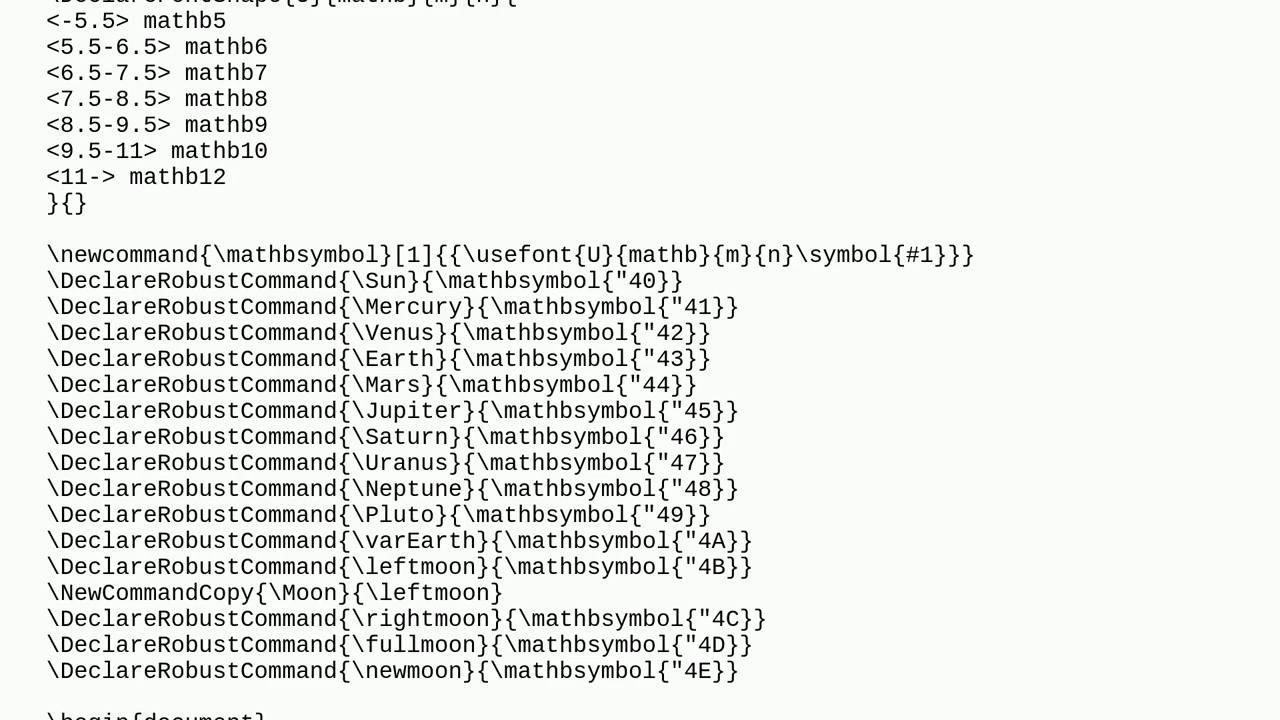 \DeclareFontShape{U}{mathb}{m}{n}{
<-5.5> mathb5
<5.5-6.5> mathb6
<6.5-7.5> mathb7
<7.5-8.5> mathb8
<8.5-9.5> mathb9
<9.5-11> mathb10
<11-> mathb12
}{}
\newcommand{\mathbsymbol}[1]{{\usefont{U}{mathb}{m}{n}\symbol{#1}}}
\DeclareRobustCommand{\Sun}{\mathbsymbol{"40}}
\DeclareRobustCommand{\Mercury}{\mathbsymbol{"41}}
\DeclareRobustCommand{\Venus}{\mathbsymbol{"42}}
\DeclareRobustCommand{\Earth}{\mathbsymbol{"43}}
\DeclareRobustCommand{\Mars}{\mathbsymbol{"44}}
\DeclareRobustCommand{\Jupiter}{\mathbsymbol{"45}}
\DeclareRobustCommand{\Saturn}{\mathbsymbol{"46}}
\DeclareRobustCommand{\Uranus}{\mathbsymbol{"47}}
\DeclareRobustCommand{\Neptune}{\mathbsymbol{"48}}
\DeclareRobustCommand{\Pluto}{\mathbsymbol{"49}}
\DeclareRobustCommand{\varEarth}{\mathbsymbol{"4A}}
\DeclareRobustCommand{\leftmoon}{\mathbsymbol{"4B}}
\NewCommandCopy{\Moon}{\leftmoon}
\DeclareRobustCommand{\rightmoon}{\mathbsymbol{"4C}}
\DeclareRobustCommand{\fullmoon}{\mathbsymbol{"4D}}
\DeclareRobustCommand{\newmoon}{\mathbsymbol{"4E}}
\begin{document}